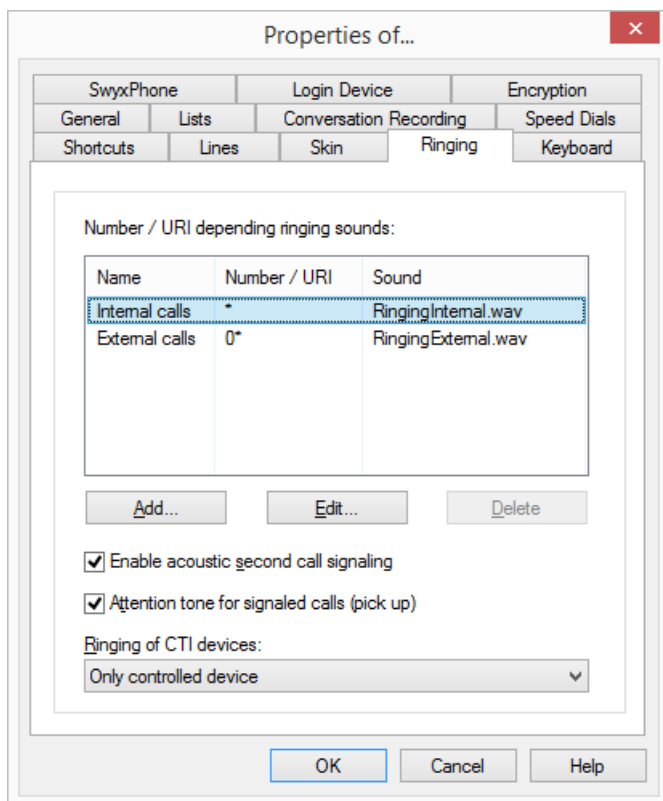 Properties of...
SwyxPhone Login Device Encryption
General Lists Conversation Recording Speed Dials
Shortcuts Lines Skin Ringing Keyboard
Number / URI depending ringing sounds:
Name Number / URI Sound
Internal calls * RingingInternal.wav
External calls 0* RingingExternal.wav
Add... Edit... Delete
Enable acoustic second call signaling
Attention tone for signaled calls (pick up)
Ringing of CTI devices:
Only controlled device
OK Cancel Help